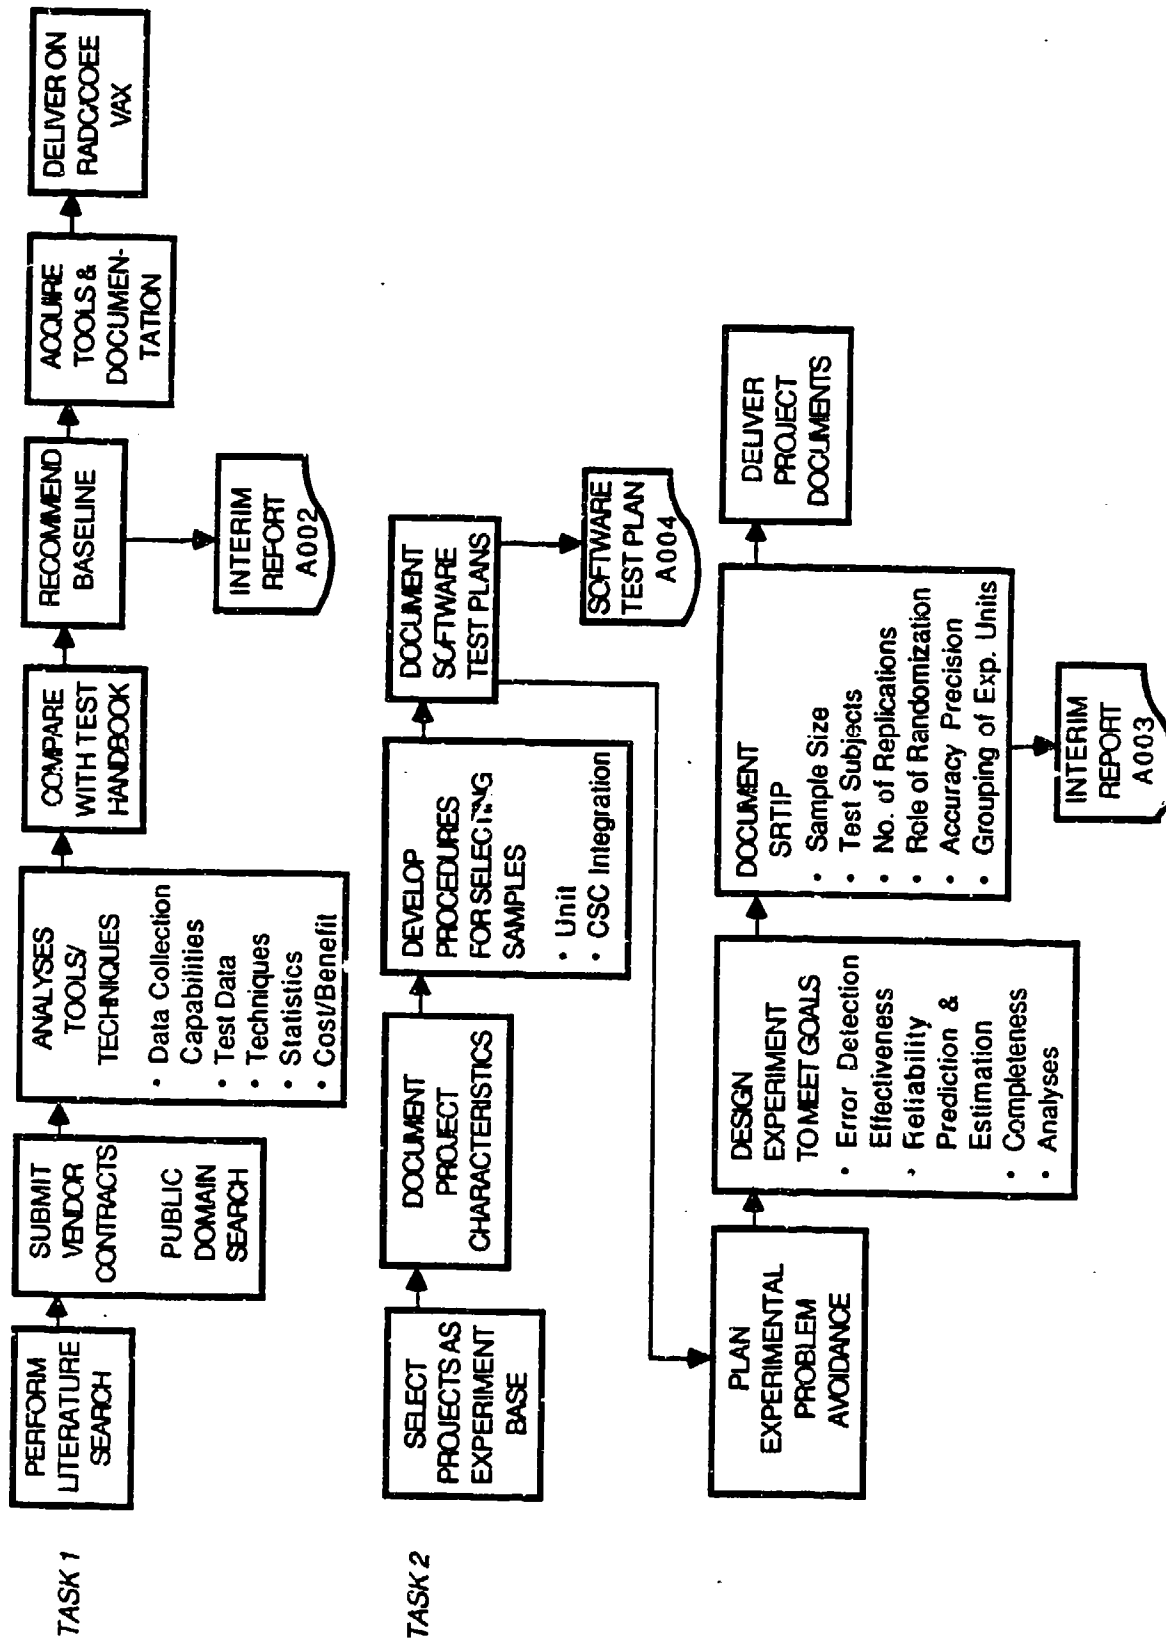 TASK 1
PERFORM
LITERATURE
SEARCH
SUBMIT
VENDOR
CONTRACTS
PUBLIC
DOMAIN
SEARCH
ANALYSES
TOOLS/
TECHNIQUES
• Data Collection
Capabilities
• Test Data
• Techniques
• Statistics
• Cost/Benefit
COMPARE
WITH TEST
HANDBOOK
RECOMMEND
BASELINE
INTERIM
REPORT
A002
ACQUIRE
TOOLS &
DOCUMEN-
TATION
DELIVER ON
RADC/COEE
VAX
TASK 2
SELECT
PROJECTS AS
EXPERIMENT
BASE
DOCUMENT
PROJECT
CHARACTERISTICS
DEVELOP
PROCEDURES
FOR SELECTING
SAMPLES
• Unit
• CSC Integration
DOCUMENT
SOFTWARE
TEST PLANS
SOFTWARE
TEST PLAN
A004
PLAN
EXPERIMENTAL
PROBLEM
AVOIDANCE
DESIGN
EXPERIMENT
TO MEET GOALS
• Error Detection
Effectiveness
• Reliability
Prediction &
Estimation
• Completeness
• Analyses
DOCUMENT
SRTIP
• Sample Size
• Test Subjects
• No. of Replications
• Role of Randomization
• Accuracy Precision
• Grouping of Exp. Units
INTERIM
REPORT
A003
DELIVER
PROJECT
DOCUMENTS